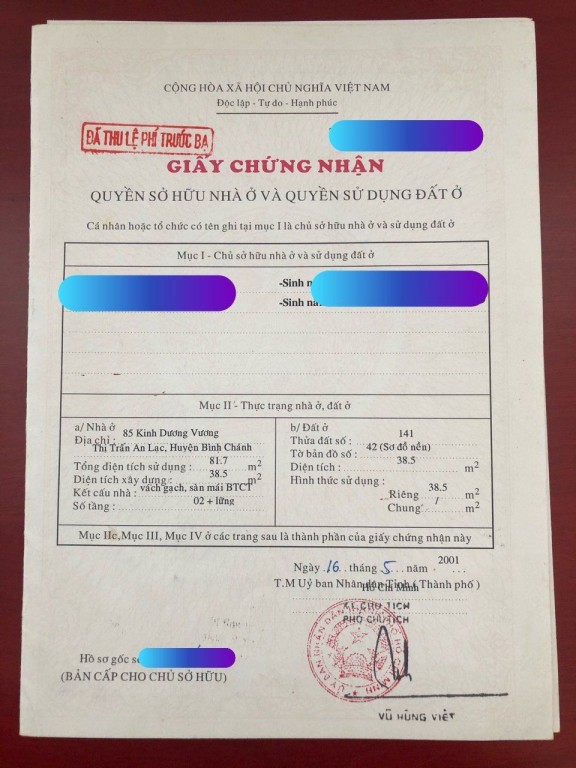 CỘNG HÒA XÃ HỘI CHỦ NGHĨA VIỆT NAM
Độc lập - Tự do - Hạnh phúc
ĐÃ THU LỆ PHÍ TRƯỚC BẠ
GIẤY CHỨNG NHẬN
QUYỀN SỞ HỮU NHÀ Ở VÀ QUYỀN SỬ DỤNG ĐẤT Ở
Cá nhân hoặc tổ chức có tên ghi tại mục I là chủ sở hữu nhà ở và sử dụng đất ở
Mục I - Chủ sở hữu nhà ở và sử dụng đất ở
-Sinh
-Sinh
Mục II - Thực trạng nhà ở, đất ở
a/ Nhà ở
Địa chỉ : 85 Kinh Dương Vương
Thị Trấn An Lạc, Huyện Bình Chánh
Tổng diện tích sử dụng : 81.7 m2
Diện tích xây dựng : 38.5 m2
Kết cấu nhà : vách gạch, sàn mái BTCT
Số tầng : 02 + lửng
b/ Đất ở
Thửa đất số : 141
Tờ bản đồ số : 42 (Sơ đồ nền)
Diện tích : 38.5 m2
Hình thức sử dụng :
Riêng 38.5 m2
Chung / m2
Mục IIc,Mục III, Mục IV ở các trang sau là thành phần của giấy chứng nhận này
Ngày 16 tháng 5 năm 2001
T.M Uỷ ban Nhân dân Tỉnh ( Thành phố )
Hồ Chí Minh
KT. CHỦ TỊCH
PHÓ CHỦ TỊCH
Hồ sơ gốc số
(BẢN CẤP CHO CHỦ SỞ HỮU)
VŨ HÙNG VIỆT